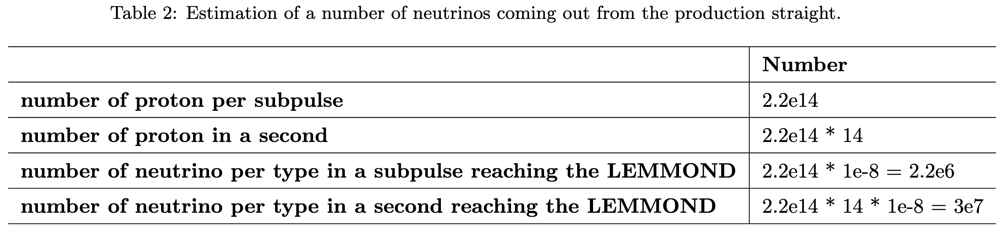 Table 2: Estimation of a number of neutrinos coming out from the production straight.
Number
number of proton per subpulse 2.2e14
number of proton in a second 2.2e14 * 14
number of neutrino per type in a subpulse reaching the LEMMOND 2.2e14 * 1e-8 = 2.2e6
number of neutrino per type in a second reaching the LEMMOND 2.2e14 * 14 * 1e-8 = 3e7